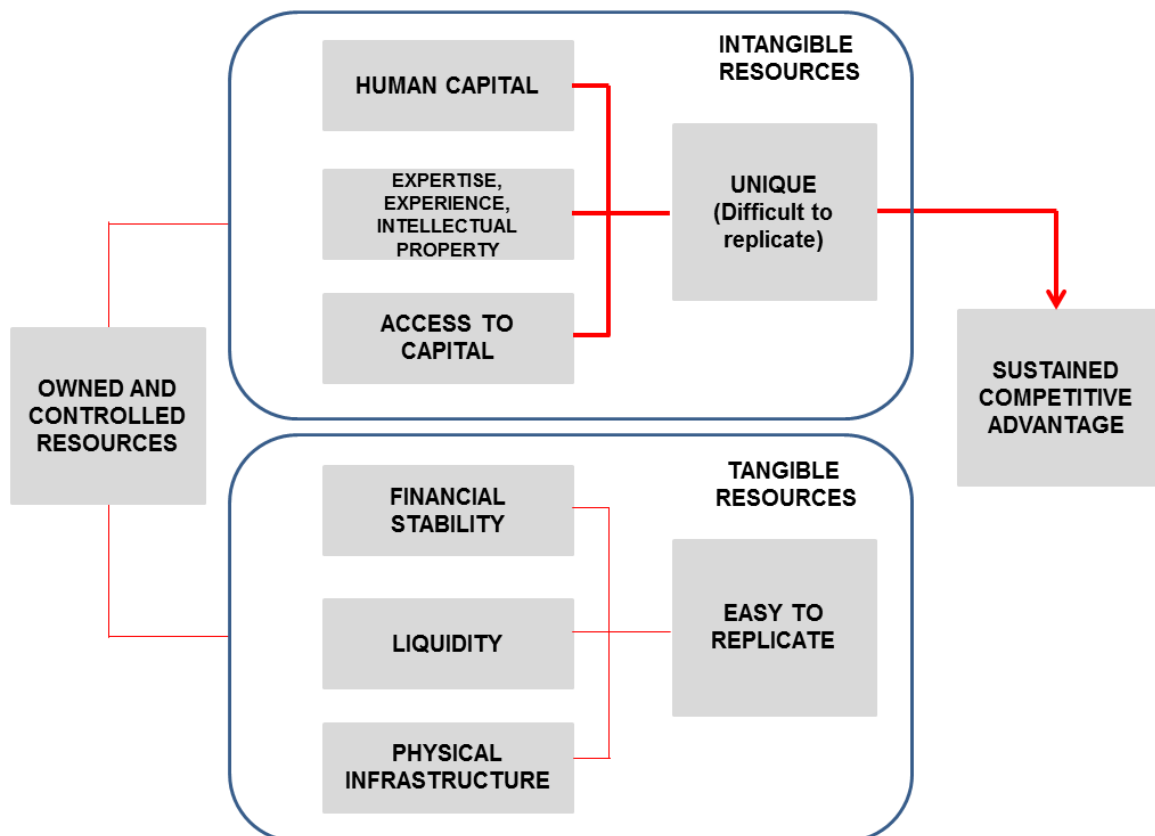 INTANGIBLE
RESOURCES
HUMAN CAPITAL
EXPERTISE,
EXPERIENCE,
INTELLECTUAL
PROPERTY
ACCESS TO
CAPITAL
UNIQUE
(Difficult to
replicate)
OWNED AND
CONTROLLED
RESOURCES
SUSTAINED
COMPETITIVE
ADVANTAGE
TANGIBLE
RESOURCES
FINANCIAL
STABILITY
LIQUIDITY
PHYSICAL
INFRASTRUCTURE
EASY TO
REPLICATE